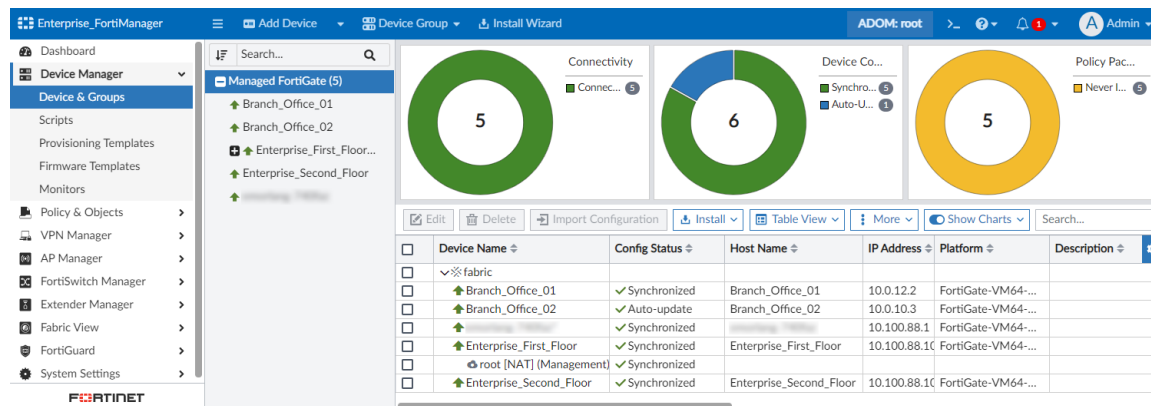 Enterprise_FortiManager
Add Device
Device Group
Install Wizard
ADOM: root
>_
?
1
A
Admin
Dashboard
Device Manager
Device & Groups
Scripts
Provisioning Templates
Firmware Templates
Monitors
Policy & Objects
VPN Manager
AP Manager
FortiSwitch Manager
Extender Manager
Fabric View
FortiGuard
System Settings
FORTINET
Search...
Managed FortiGate (5)
Branch_Office_01
Branch_Office_02
Enterprise_First_Floor...
Enterprise_Second_Floor
5
Connectivity
Connec... 5
6
Device Co...
Synchro... 5
Auto-U... 1
5
Policy Pac...
Never I... 5
Edit
Delete
Import Configuration
Install
Table View
More
Show Charts
Search...
Device Name Config Status Host Name IP Address Platform Description
fabric
Branch_Office_01 Synchronized Branch_Office_01 10.0.12.2 FortiGate-VM64-...
Branch_Office_02 Auto-update Branch_Office_02 10.0.10.3 FortiGate-VM64-...
Synchronized 10.100.88.1 FortiGate-VM64-...
Enterprise_First_Floor Synchronized Enterprise_First_Floor 10.100.88.10 FortiGate-VM64-...
root [NAT] (Management) Synchronized
Enterprise_Second_Floor Synchronized Enterprise_Second_Floor 10.100.88.10 FortiGate-VM64-...